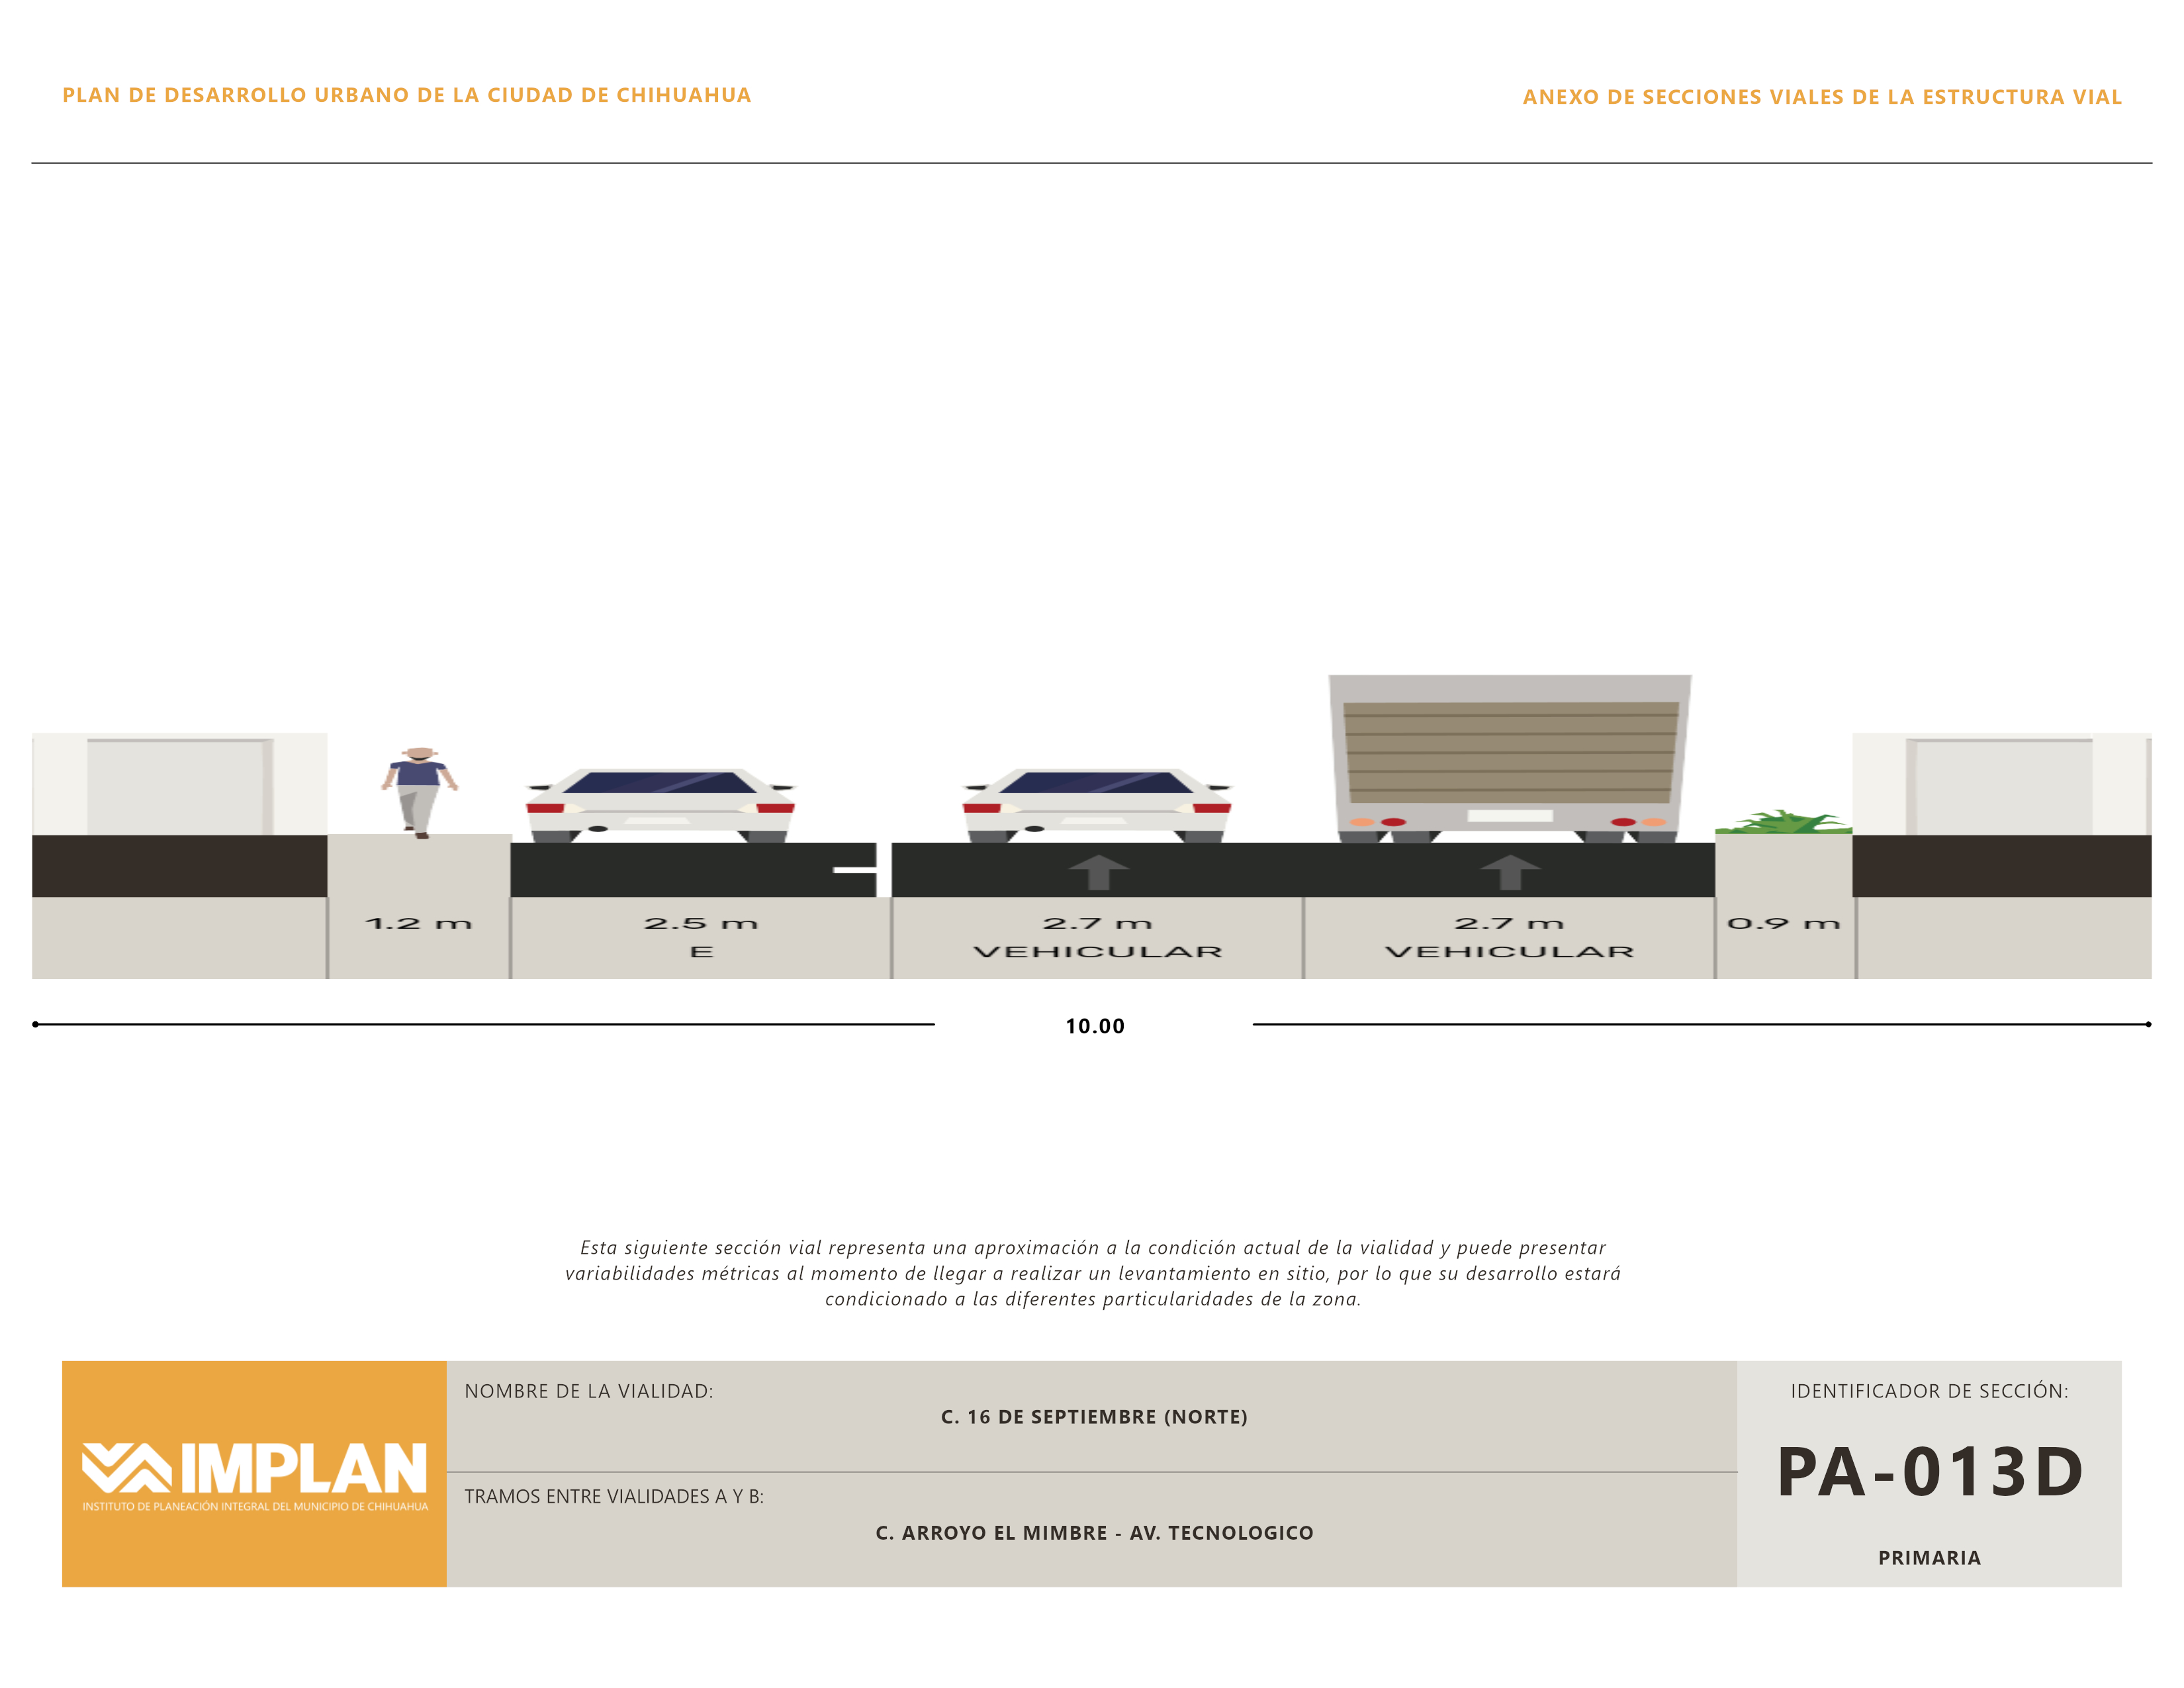 PLAN DE DESARROLLO URBANO DE LA CIUDAD DE CHIHUAHUA
ANEXO DE SECCIONES VIALES DE LA ESTRUCTURA VIAL
1.2 m
2.5 m
E
2.7 m
VEHICULAR
2.7 m
VEHICULAR
0.9 m
10.00
Esta siguiente sección vial representa una aproximación a la condición actual de la vialidad y puede presentar
variabilidades métricas al momento de llegar a realizar un levantamiento en sitio, por lo que su desarrollo estará
condicionado a las diferentes particularidades de la zona.
IMPLAN
INSTITUTO DE PLANEACIÓN INTEGRAL DEL MUNICIPIO DE CHIHUAHUA
NOMBRE DE LA VIALIDAD:
C. 16 DE SEPTIEMBRE (NORTE)
TRAMOS ENTRE VIALIDADES A Y B:
C. ARROYO EL MIMBRE - AV. TECNOLOGICO
IDENTIFICADOR DE SECCIÓN:
PA-013D
PRIMARIA